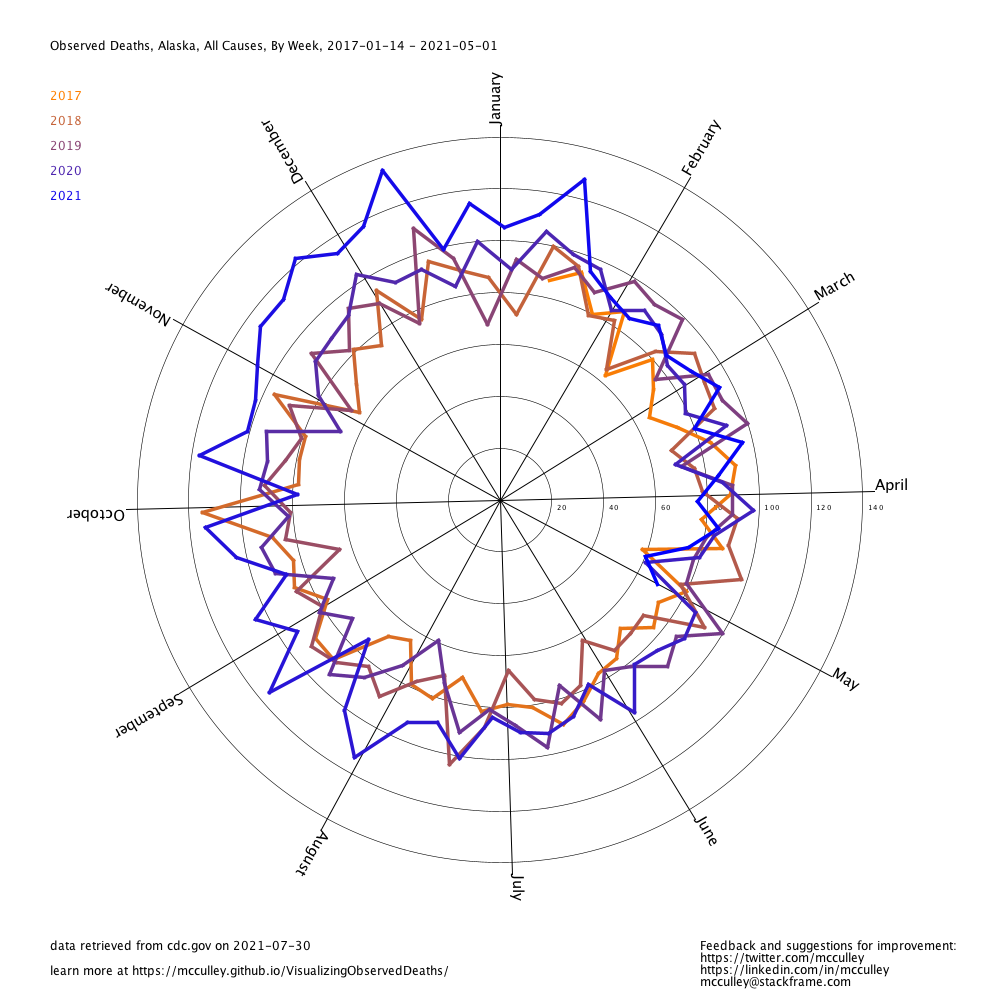 Observed Deaths, Alaska, All Causes, By Week, 2017-01-14 - 2021-05-01
2017
2018
2019
2020
2021
January
February
March
April
May
June
July
August
September
October
November
December
20
40
60
80
100
120
140
data retrieved from cdc.gov on 2021-07-30
learn more at https://mcculley.github.io/VisualizingObservedDeaths/
Feedback and suggestions for improvement:
https://twitter.com/mcculley
https://linkedin.com/in/mcculley
mcculley@stackframe.com